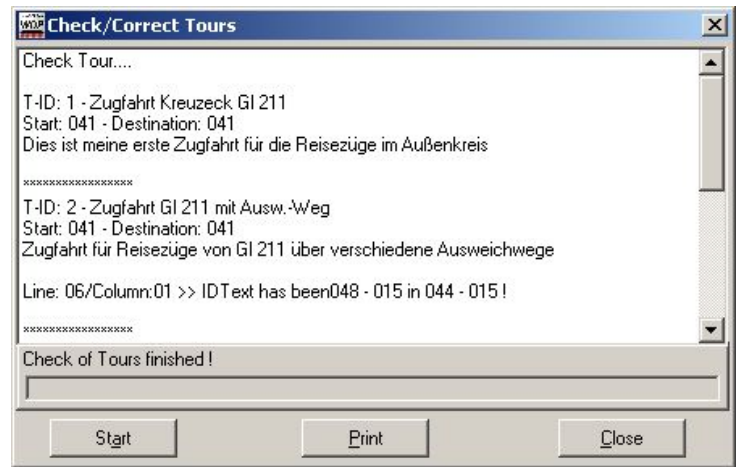 Check/Correct Tours
Check Tour....
T-ID: 1 - Zugfahrt Kreuzeck Gl 211
Start: 041 - Destination: 041
Dies ist meine erste Zugfahrt für die Reisezüge im Außenkreis
*****************
T-ID: 2 - Zugfahrt Gl 211 mit Ausw.-Weg
Start: 041 - Destination: 041
Zugfahrt für Reisezüge von Gl 211 über verschiedene Ausweichwege
Line: 06/Column:01 >> IDText has been048 - 015 in 044 - 015 !
*****************
Check of Tours finished !
Start
Print
Close